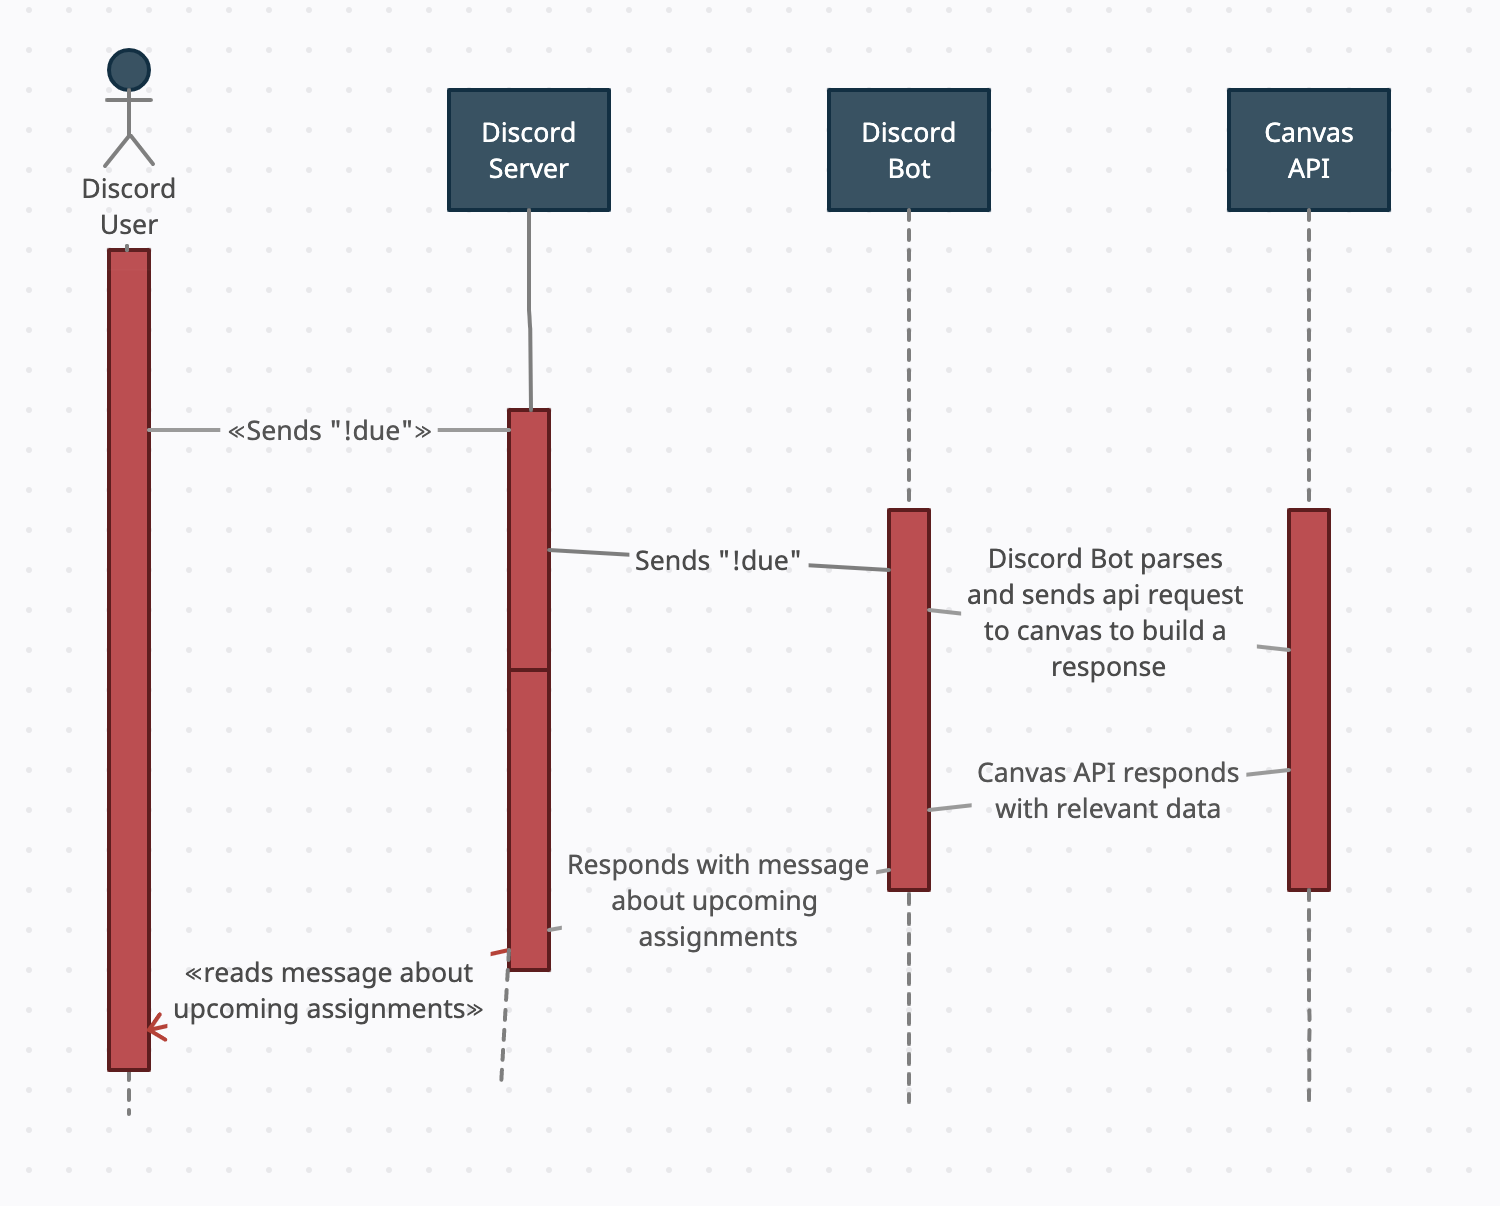 Discord
User
Discord
Server
Discord
Bot
Canvas
API
«Sends "!due"»
Sends "!due"
Discord Bot parses
and sends api request
to canvas to build a
response
Canvas API responds
with relevant data
Responds with message
about upcoming
assignments
«reads message about
upcoming assignments»